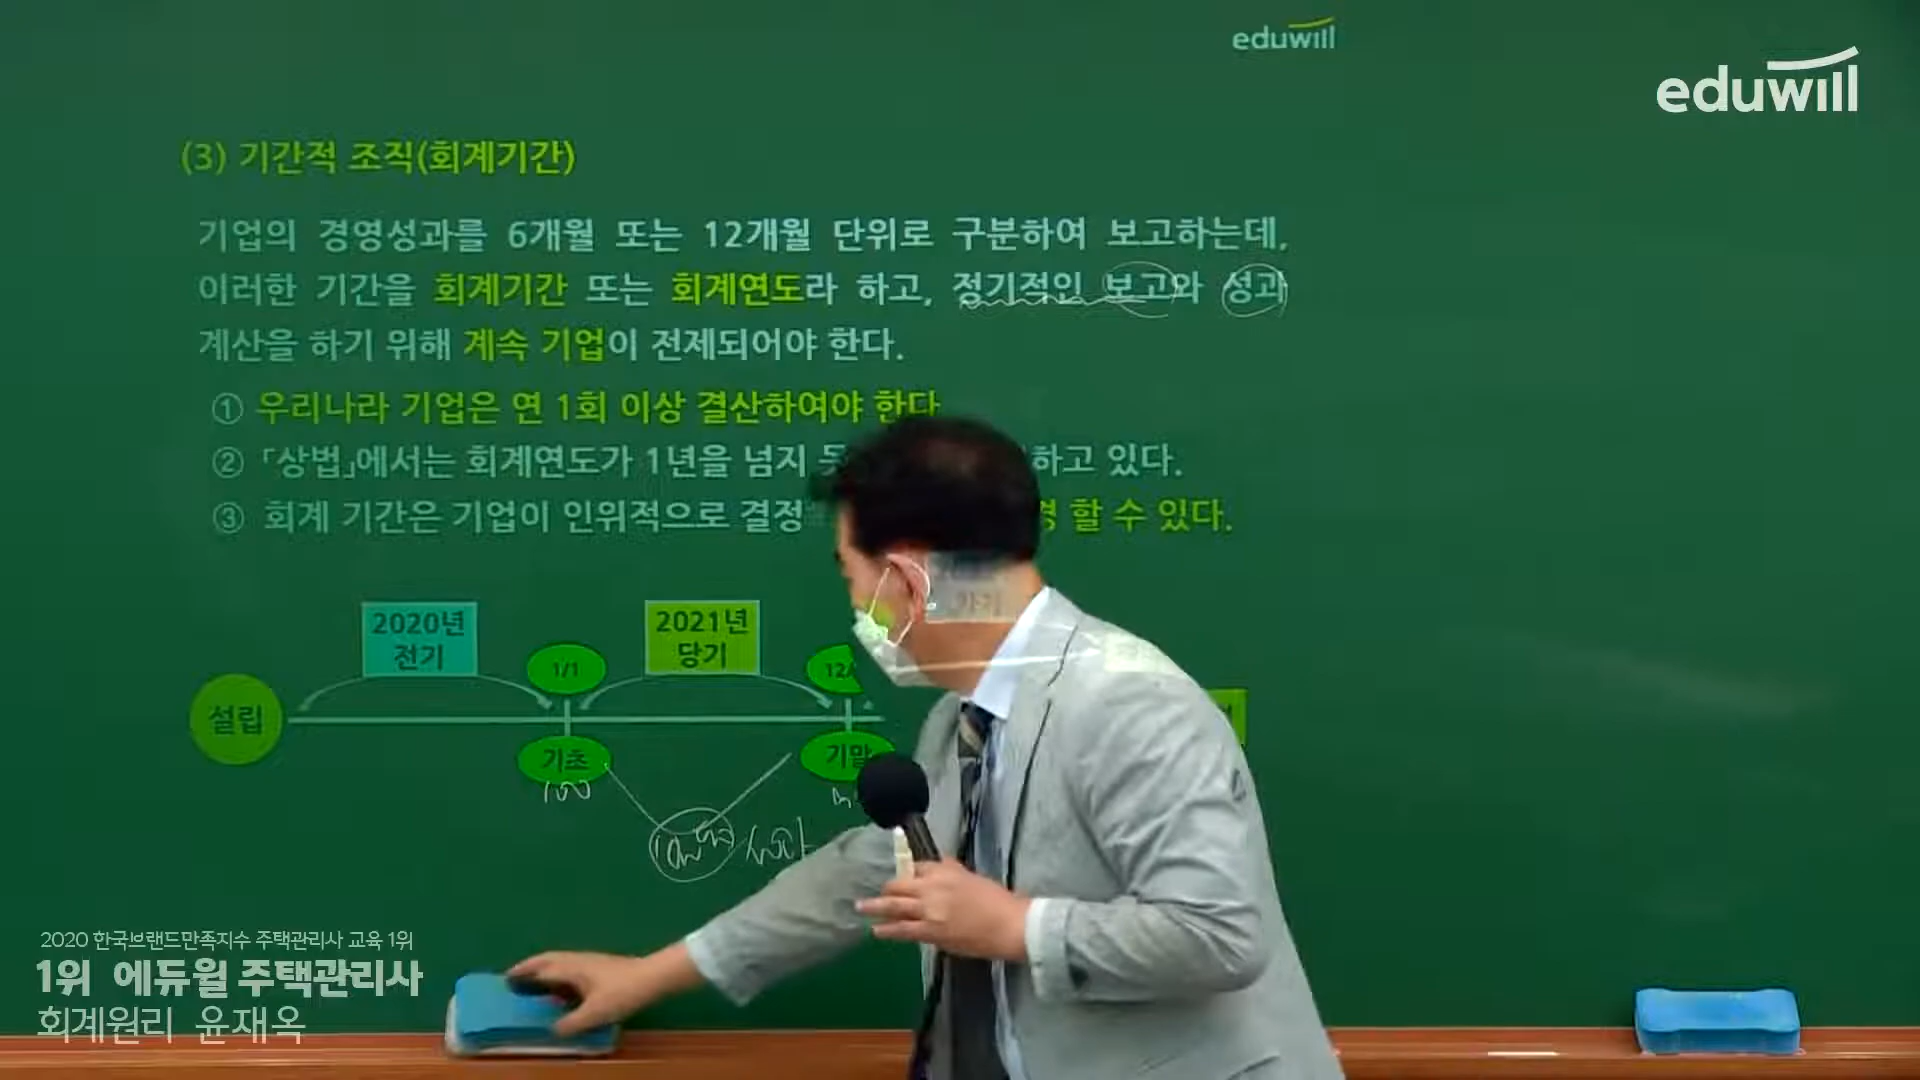 eduwill
eduwill
(3) 기간적 조직(회계기간)
기업의 경영성과를 6개월 또는 12개월 단위로 구분하여 보고하는데,
이러한 기간을 회계기간 또는 회계연도라 하고, 정기적인 보고와 성과
계산을 하기 위해 계속 기업이 전제되어야 한다.
① 우리나라 기업은 연 1회 이상 결산하여야 한다
② 「상법」에서는 회계연도가 1년을 넘지 하고 있다.
③ 회계 기간은 기업이 인위적으로 결정 할 수 있다.
2020년
전기
2021년
당기
1/1
12/
설립
기초
기말
100
2020 한국브랜드만족지수 주택관리사 교육 1위
1위 에듀윌 주택관리사
회계원리 윤재옥